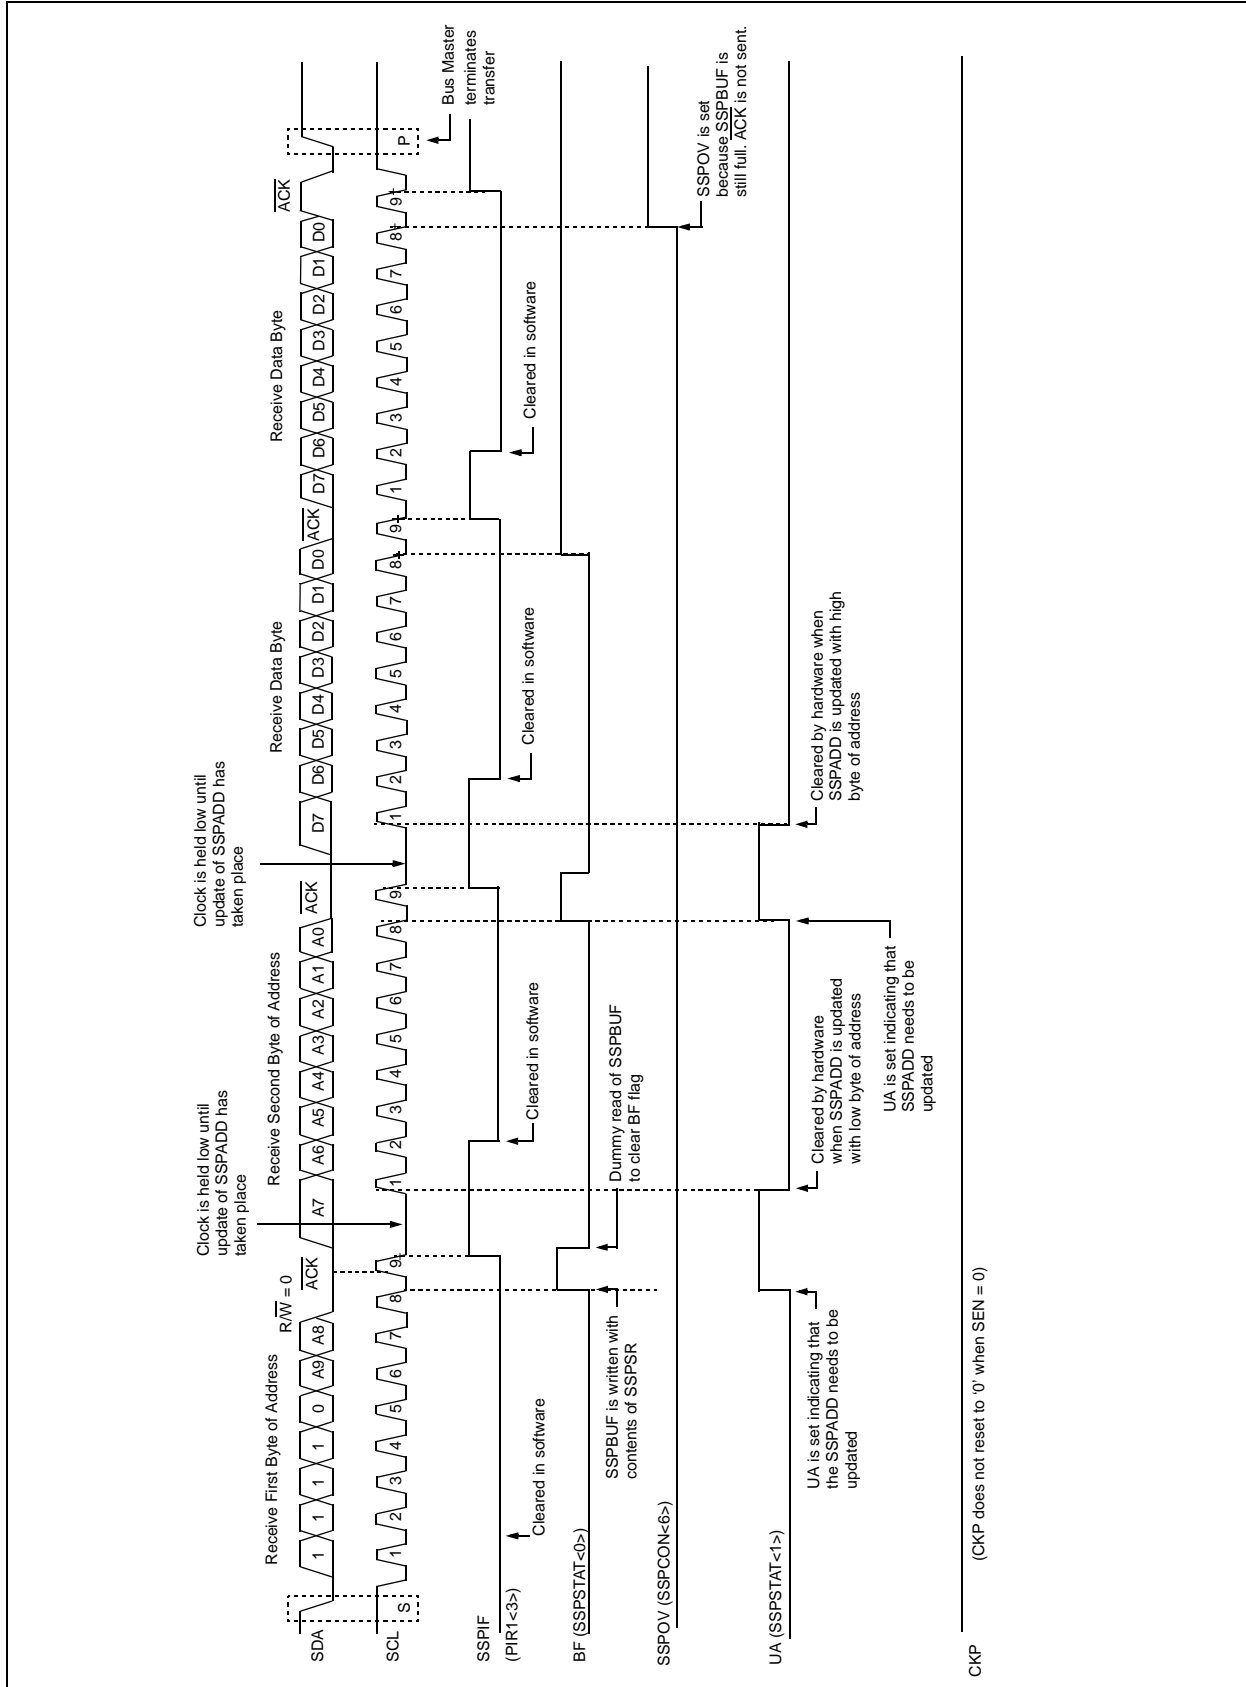 Receive First Byte of Address
R/W = 0
ACK
Clock is held low until
update of SSPADD has
taken place
Receive Second Byte of Address
ACK
Clock is held low until
update of SSPADD has
taken place
Receive Data Byte
ACK
Receive Data Byte
ACK
SDA
1 1 1 1 0 A9 A8
A7 A6 A5 A4 A3 A2 A1 A0
D7 D6 D5 D4 D3 D2 D1 D0
D7 D6 D5 D4 D3 D2 D1 D0
SCL
S
1 2 3 4 5 6 7 8 9
1 2 3 4 5 6 7 8 9
1 2 3 4 5 6 7 8 9
1 2 3 4 5 6 7 8 9
P
Bus Master
terminates
transfer
SSPIF
(PIR1<3>)
Cleared in software
Cleared in software
Cleared in software
Cleared in software
BF (SSPSTAT<0>)
SSPBUF is written with
contents of SSPSR
Dummy read of SSPBUF
to clear BF flag
SSPOV (SSPCON<6>)
SSPOV is set
because SSPBUF is
still full. ACK is not sent.
UA (SSPSTAT<1>)
UA is set indicating that
the SSPADD needs to be
updated
Cleared by hardware
when SSPADD is updated
with low byte of address
UA is set indicating that
SSPADD needs to be
updated
Cleared by hardware when
SSPADD is updated with high
byte of address
CKP
(CKP does not reset to ‘0’ when SEN = 0)